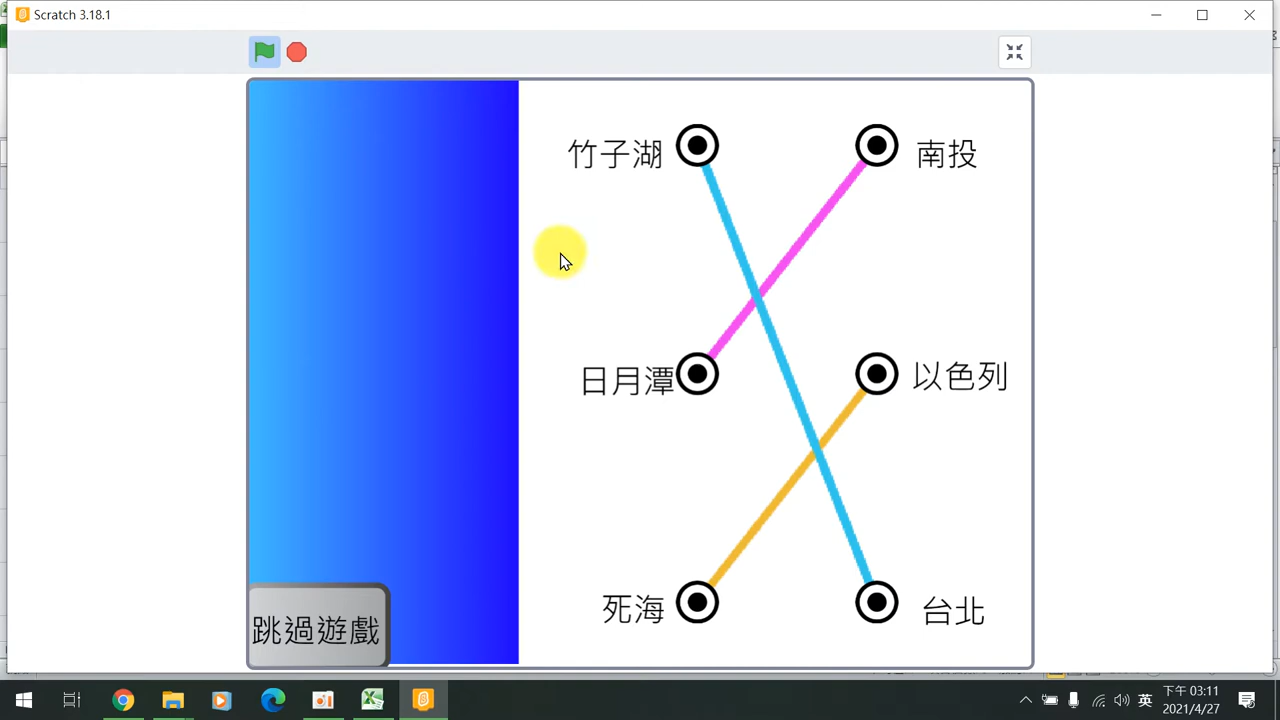 Scratch 3.18.1
竹子湖
南投
日月潭
以色列
死海
台北
跳過遊戲
英
下午 03:11
2021/4/27